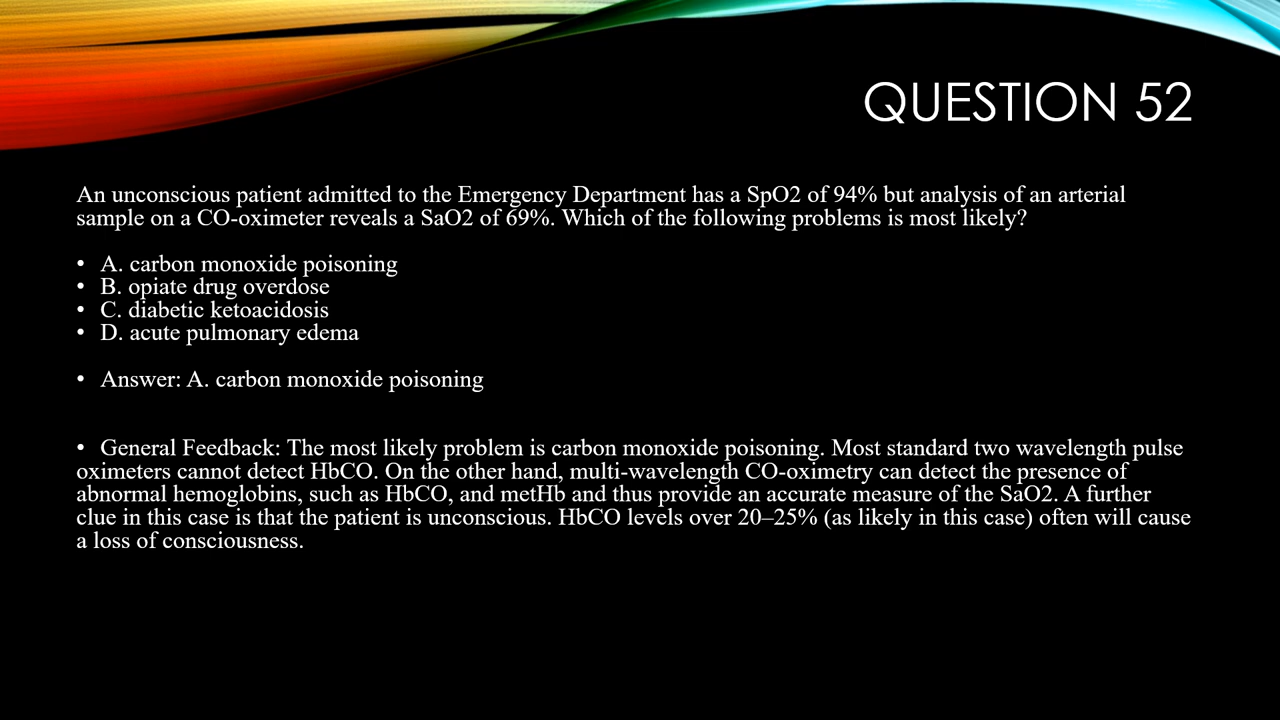 QUESTION 52
An unconscious patient admitted to the Emergency Department has a SpO2 of 94% but analysis of an arterial
sample on a CO-oximeter reveals a SaO2 of 69%. Which of the following problems is most likely?
• A. carbon monoxide poisoning
• B. opiate drug overdose
• C. diabetic ketoacidosis
• D. acute pulmonary edema
• Answer: A. carbon monoxide poisoning
• General Feedback: The most likely problem is carbon monoxide poisoning. Most standard two wavelength pulse
oximeters cannot detect HbCO. On the other hand, multi-wavelength CO-oximetry can detect the presence of
abnormal hemoglobins, such as HbCO, and metHb and thus provide an accurate measure of the SaO2. A further
clue in this case is that the patient is unconscious. HbCO levels over 20–25% (as likely in this case) often will cause
a loss of consciousness.